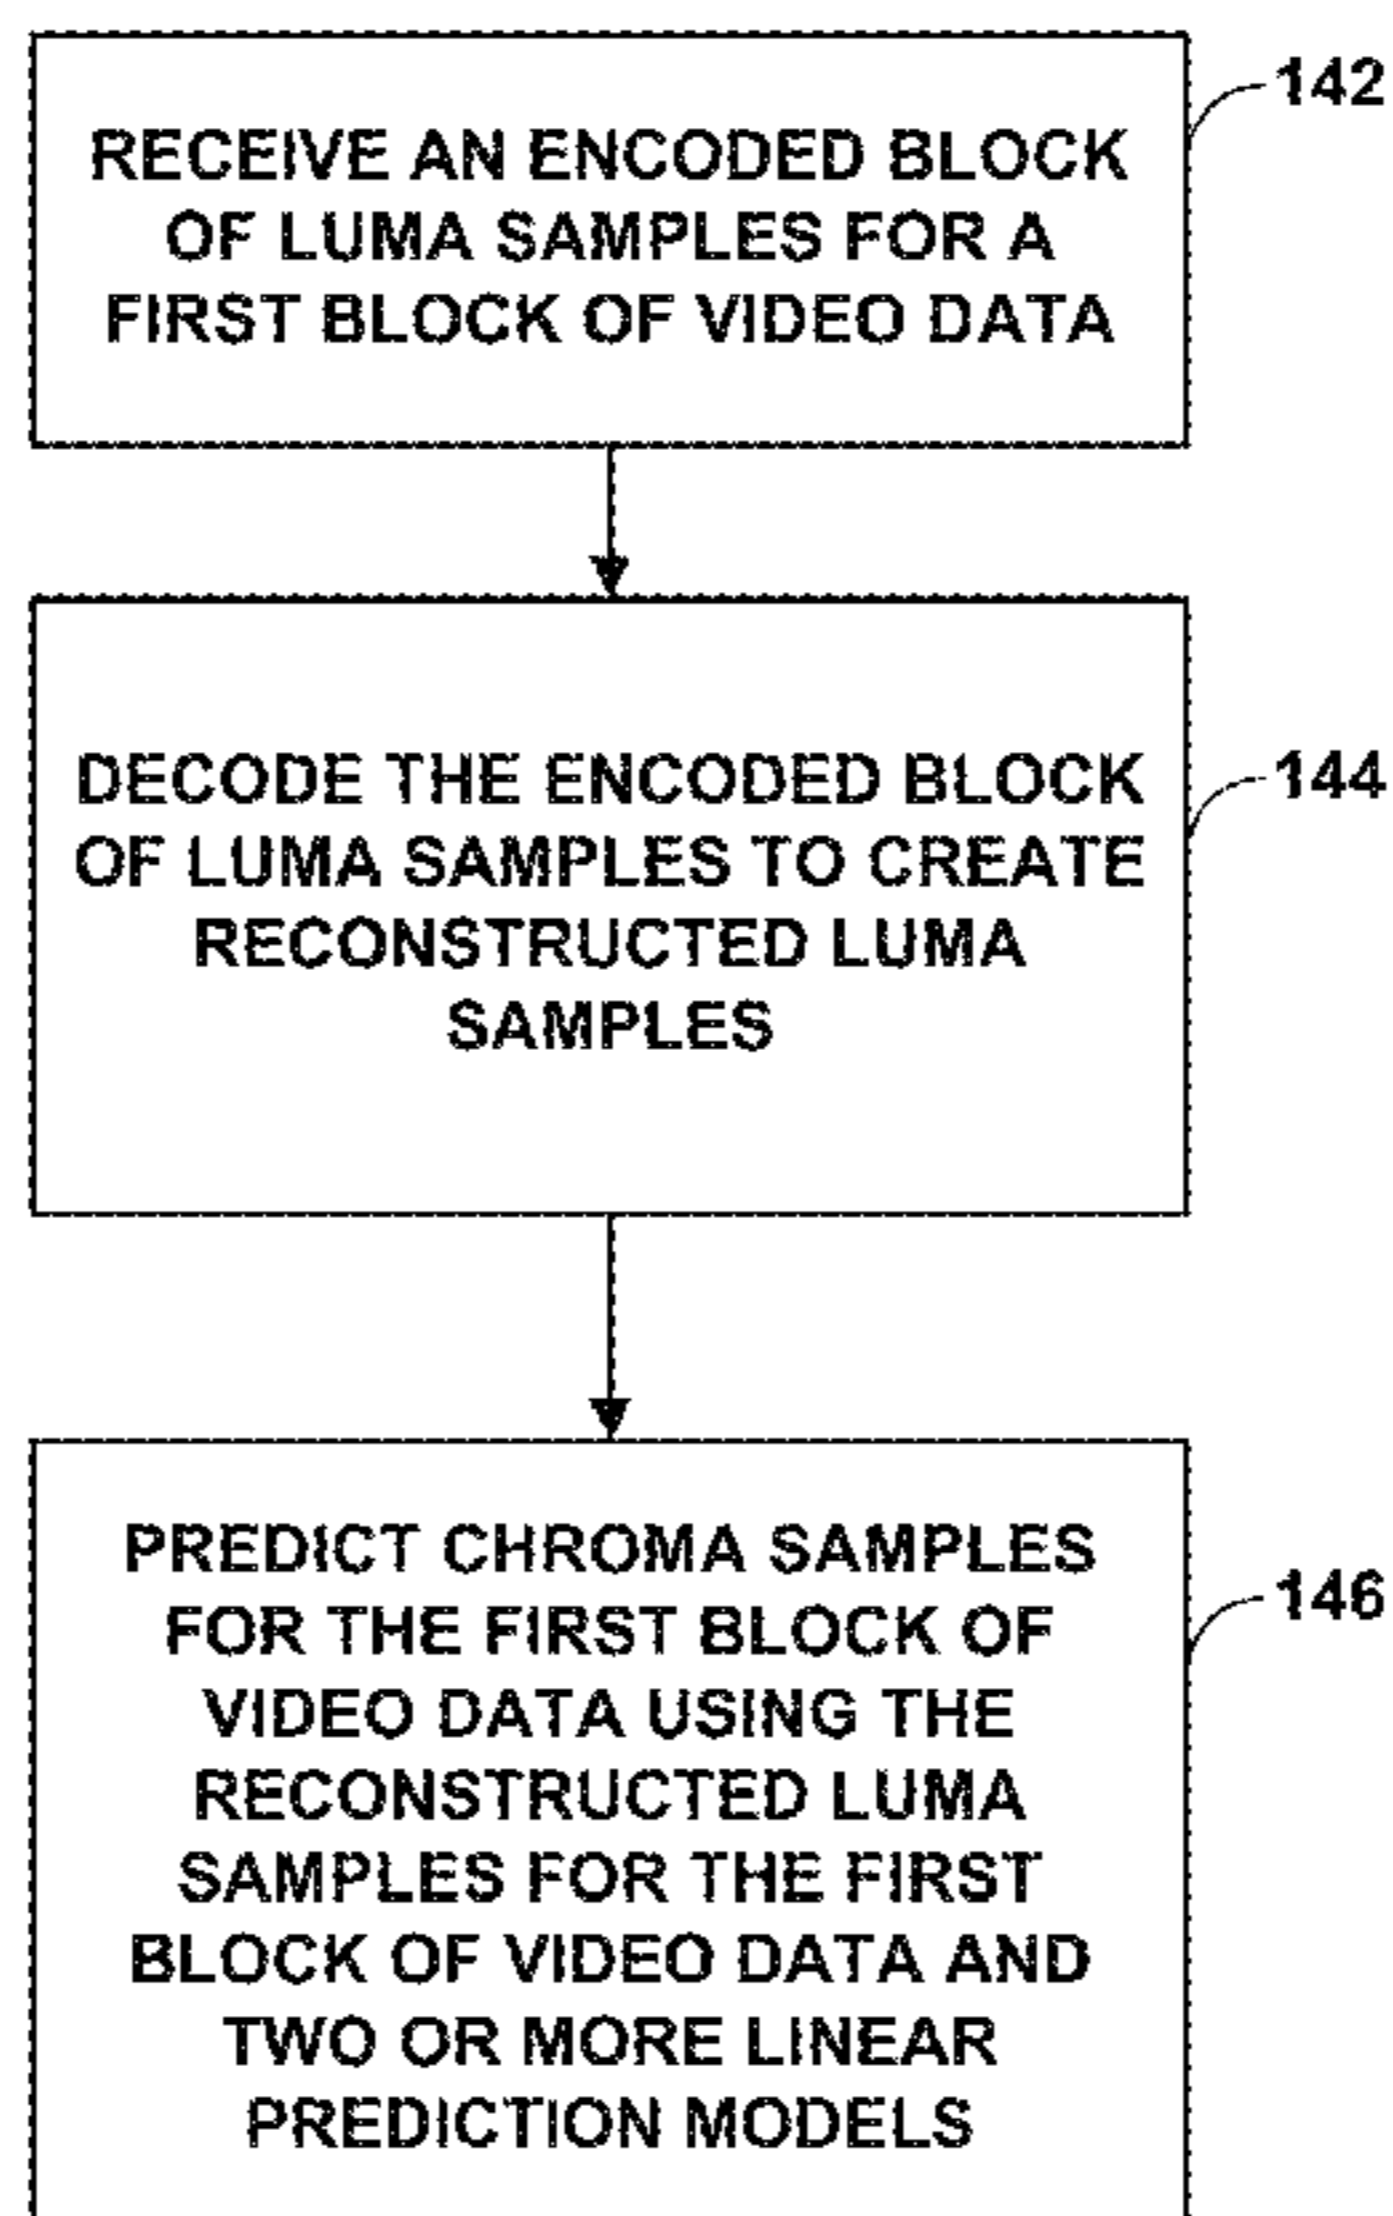 RECEIVE AN ENCODED BLOCK
OF LUMA SAMPLES FOR A
FIRST BLOCK OF VIDEO DATA
142
DECODE THE ENCODED BLOCK
OF LUMA SAMPLES TO CREATE
RECONSTRUCTED LUMA
SAMPLES
144
PREDICT CHROMA SAMPLES
FOR THE FIRST BLOCK OF
VIDEO DATA USING THE
RECONSTRUCTED LUMA
SAMPLES FOR THE FIRST
BLOCK OF VIDEO DATA AND
TWO OR MORE LINEAR
PREDICTION MODELS
146